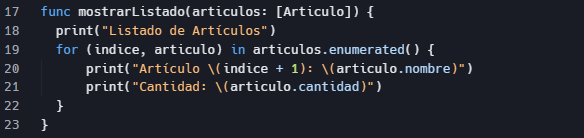 17 func mostrarListado(articulos: [Articulo]) {
18 print("Listado de Artículos")
19 for (indice, articulo) in articulos.enumerated() {
20 print("Artículo \(indice + 1): \(articulo.nombre)")
21 print("Cantidad: \(articulo.cantidad)")
22 }
23 }